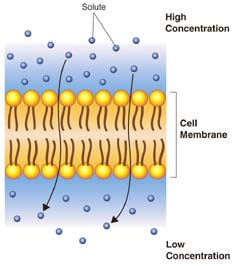 Solute
High
Concentration
Cell
Membrane
Low
Concentration